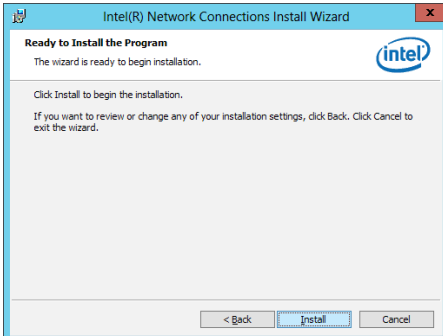 Intel(R) Network Connections Install Wizard
x
Ready to Install the Program
The wizard is ready to begin installation.
intel
Click Install to begin the installation.
If you want to review or change any of your installation settings, click Back. Click Cancel to
exit the wizard.
< Back
Install
Cancel